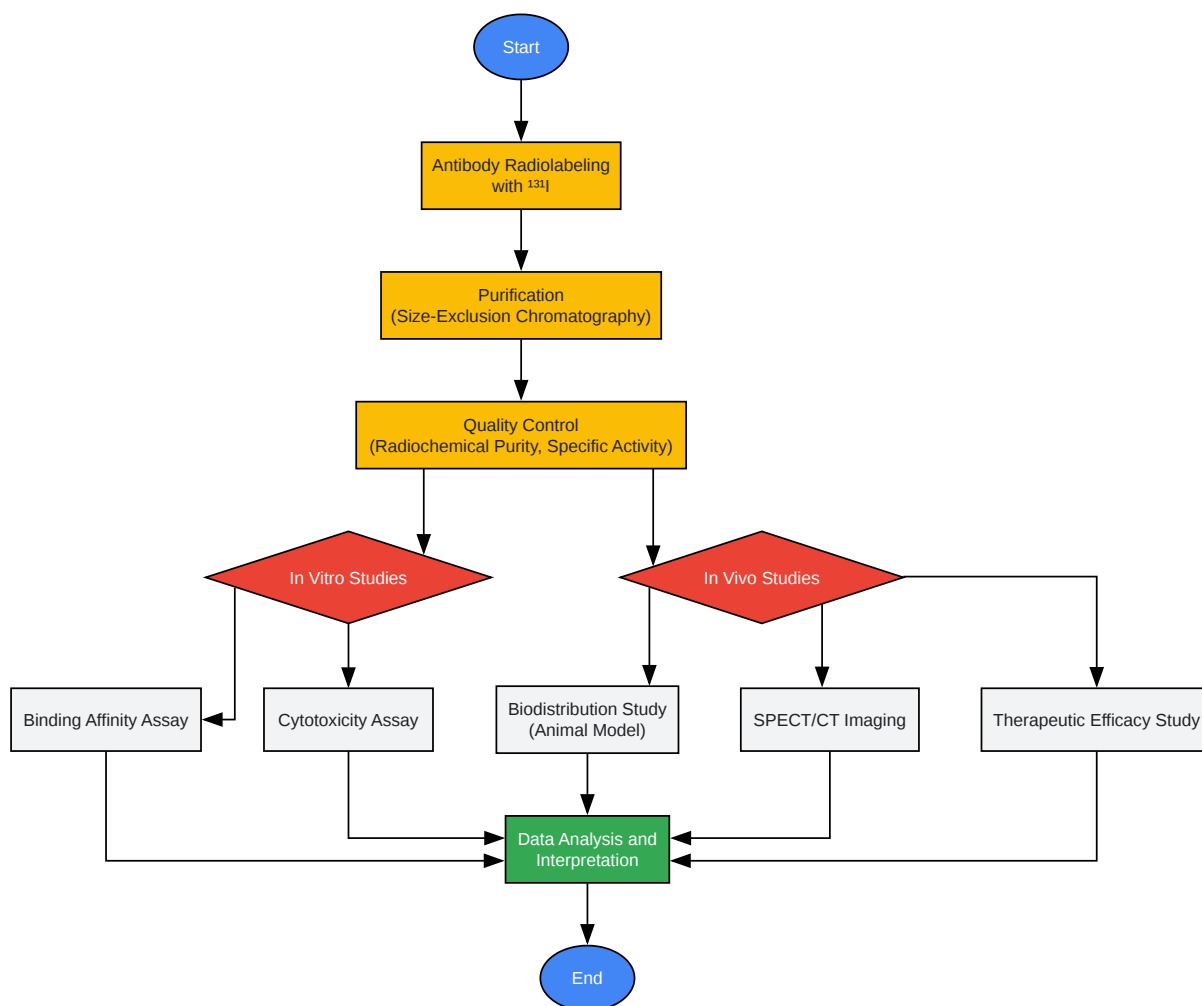 Start
Antibody Radiolabeling
with ¹³¹I
Purification
(Size-Exclusion Chromatography)
Quality Control
(Radiochemical Purity, Specific Activity)
In Vitro Studies
In Vivo Studies
Binding Affinity Assay
Cytotoxicity Assay
Biodistribution Study
(Animal Model)
SPECT/CT Imaging
Therapeutic Efficacy Study
Data Analysis and
Interpretation
End